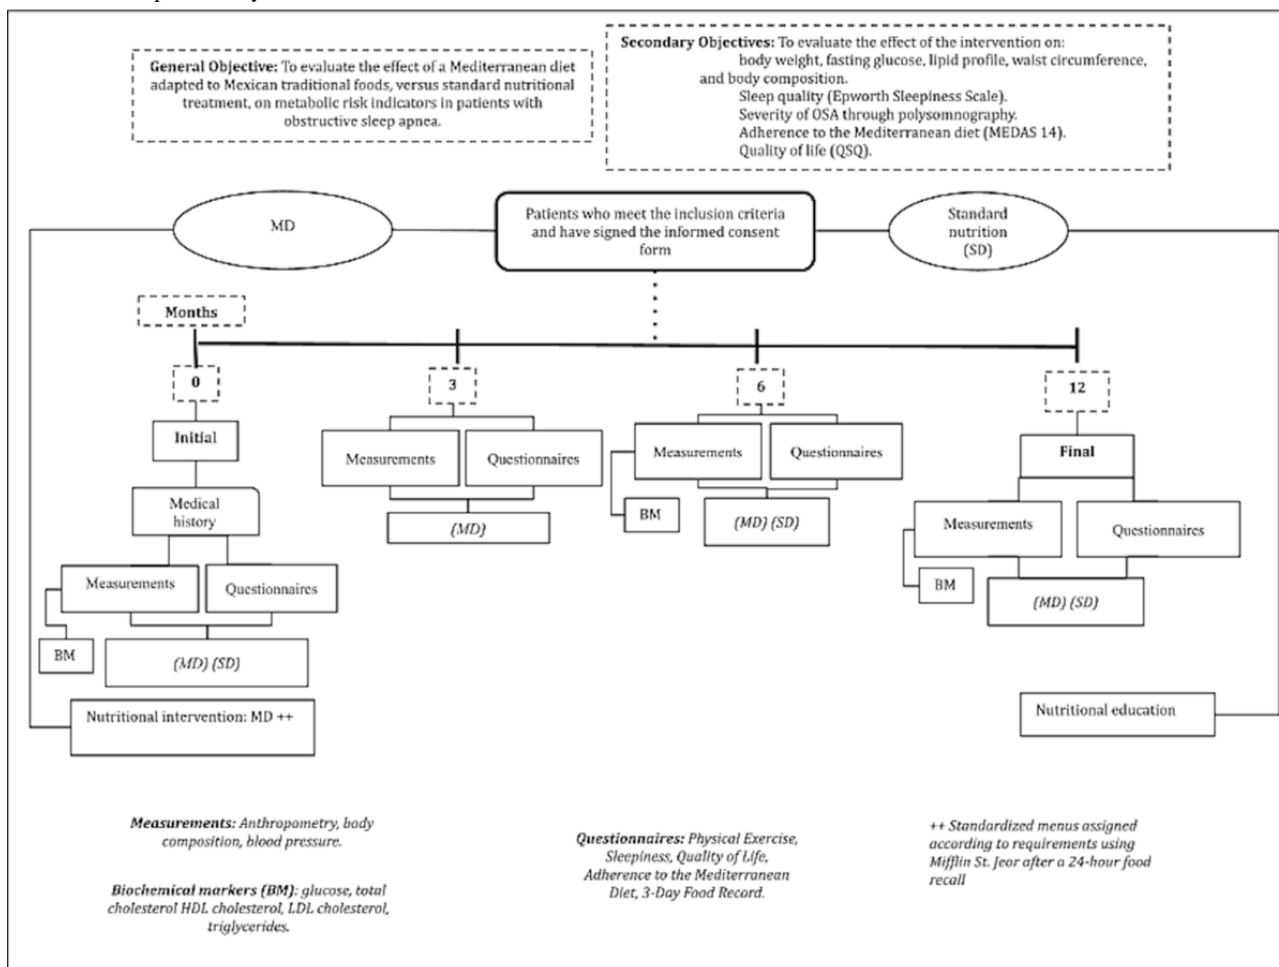 General Objective: To evaluate the effect of a Mediterranean diet
adapted to Mexican traditional foods, versus standard nutritional
treatment, on metabolic risk indicators in patients with
obstructive sleep apnea.
Secondary Objectives: To evaluate the effect of the intervention on:
body weight, fasting glucose, lipid profile, waist circumference,
and body composition.
Sleep quality (Epworth Sleepiness Scale).
Severity of OSA through polysomnography.
Adherence to the Mediterranean diet (MEDAS 14).
Quality of life (QSQ).
MD
Patients who meet the inclusion criteria
and have signed the informed consent
form
Standard
nutrition
(SD)
Months
0
3
6
12
Initial
Medical
history
Measurements
Questionnaires
BM
(MD) (SD)
Measurements
Questionnaires
(MD)
Measurements
Questionnaires
BM
(MD) (SD)
Final
Measurements
Questionnaires
BM
(MD) (SD)
Nutritional intervention: MD ++
Nutritional education
Measurements: Anthropometry, body
composition, blood pressure.
Biochemical markers (BM): glucose, total
cholesterol HDL cholesterol, LDL cholesterol,
triglycerides.
Questionnaires: Physical Exercise,
Sleepiness, Quality of Life,
Adherence to the Mediterranean
Diet, 3-Day Food Record.
++ Standardized menus assigned
according to requirements using
Mifflin St. Jeor after a 24-hour food
recall